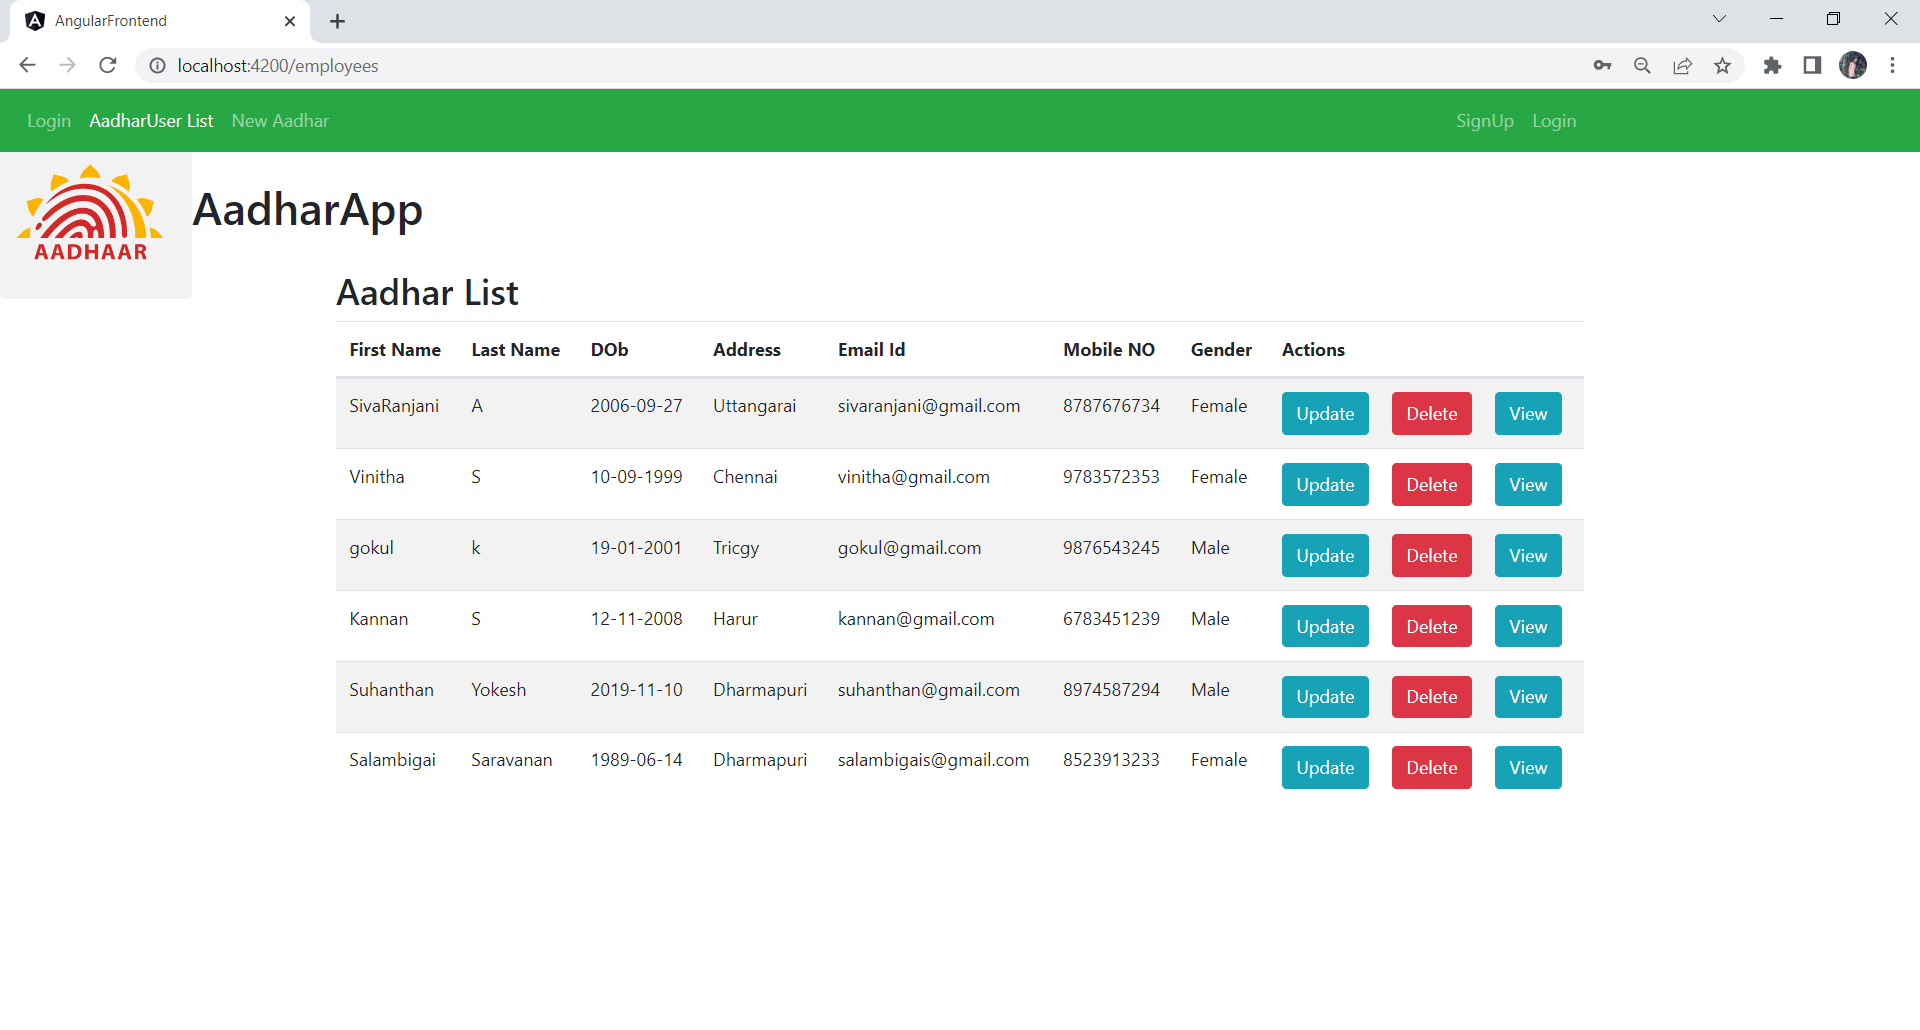 AngularFrontend
localhost:4200/employees
Login AadharUser List New Aadhar SignUp Login
AADHAAR
AadharApp
Aadhar List
First Name Last Name DOb Address Email Id Mobile NO Gender Actions
SivaRanjani A 2006-09-27 Uttangarai sivaranjani@gmail.com 8787676734 Female Update Delete View
Vinitha S 10-09-1999 Chennai vinitha@gmail.com 9783572353 Female Update Delete View
gokul k 19-01-2001 Tricgy gokul@gmail.com 9876543245 Male Update Delete View
Kannan S 12-11-2008 Harur kannan@gmail.com 6783451239 Male Update Delete View
Suhanthan Yokesh 2019-11-10 Dharmapuri suhanthan@gmail.com 8974587294 Male Update Delete View
Salambigai Saravanan 1989-06-14 Dharmapuri salambigais@gmail.com 8523913233 Female Update Delete View